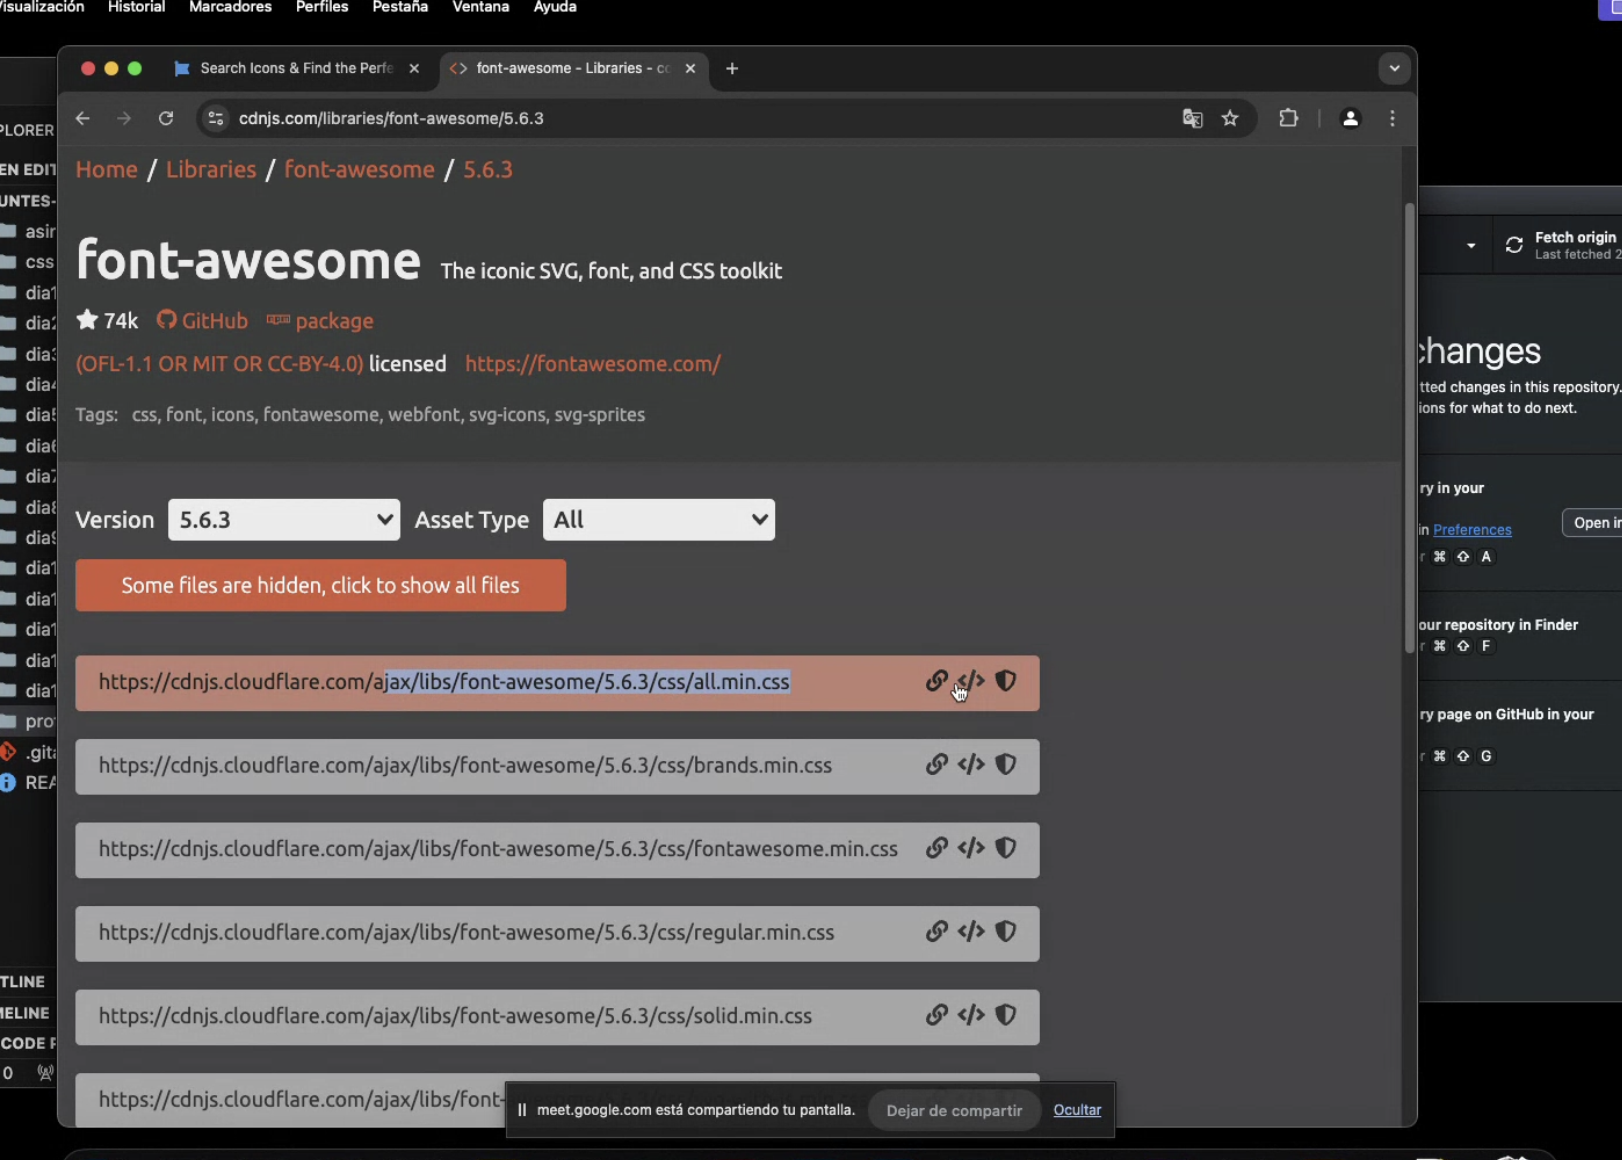 Visualización Historial Marcadores Perfiles Pestaña Ventana Ayuda
Search Icons & Find the Perfe
font-awesome - Libraries - cd
cdnjs.com/libraries/font-awesome/5.6.3
Home / Libraries / font-awesome / 5.6.3
font-awesome The iconic SVG, font, and CSS toolkit
74k GitHub package
(OFL-1.1 OR MIT OR CC-BY-4.0) licensed https://fontawesome.com/
Tags: css, font, icons, fontawesome, webfont, svg-icons, svg-sprites
Version 5.6.3 Asset Type All
Some files are hidden, click to show all files
https://cdnjs.cloudflare.com/ajax/libs/font-awesome/5.6.3/css/all.min.css
https://cdnjs.cloudflare.com/ajax/libs/font-awesome/5.6.3/css/brands.min.css
https://cdnjs.cloudflare.com/ajax/libs/font-awesome/5.6.3/css/fontawesome.min.css
https://cdnjs.cloudflare.com/ajax/libs/font-awesome/5.6.3/css/regular.min.css
https://cdnjs.cloudflare.com/ajax/libs/font-awesome/5.6.3/css/solid.min.css
https://cdnjs.cloudflare.com/ajax/libs/font-
meet.google.com está compartiendo tu pantalla. Dejar de compartir Ocultar
PLORER
EN EDIT
UNTES-
asir
css
dia1
dia2
dia3
dia4
dia5
dia6
dia7
dia8
dia9
dia1
dia1
dia1
dia1
dia1
pro
.gita
REA
TLINE
MELINE
CODE
0
Fetch origin
Last fetched 2
changes
tted changes in this repository.
ions for what to do next.
ry in your
in Preferences
Open in
⌘ ⇧ A
our repository in Finder
⌘ ⇧ F
ry page on GitHub in your
⌘ ⇧ G